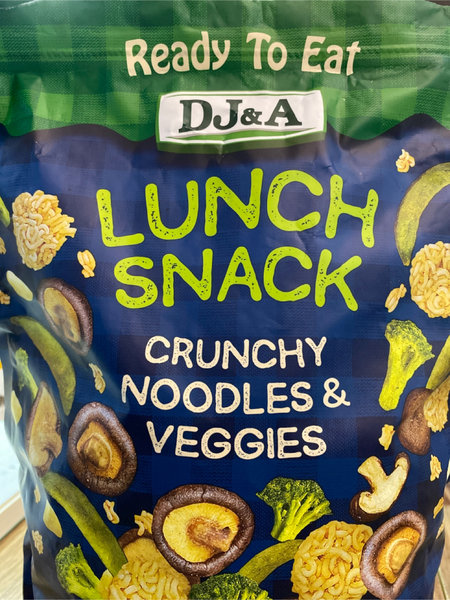 Ready To Eat
DJ&A
LUNCH
SNACK
CRUNCHY
NOODLES &
VEGGIES